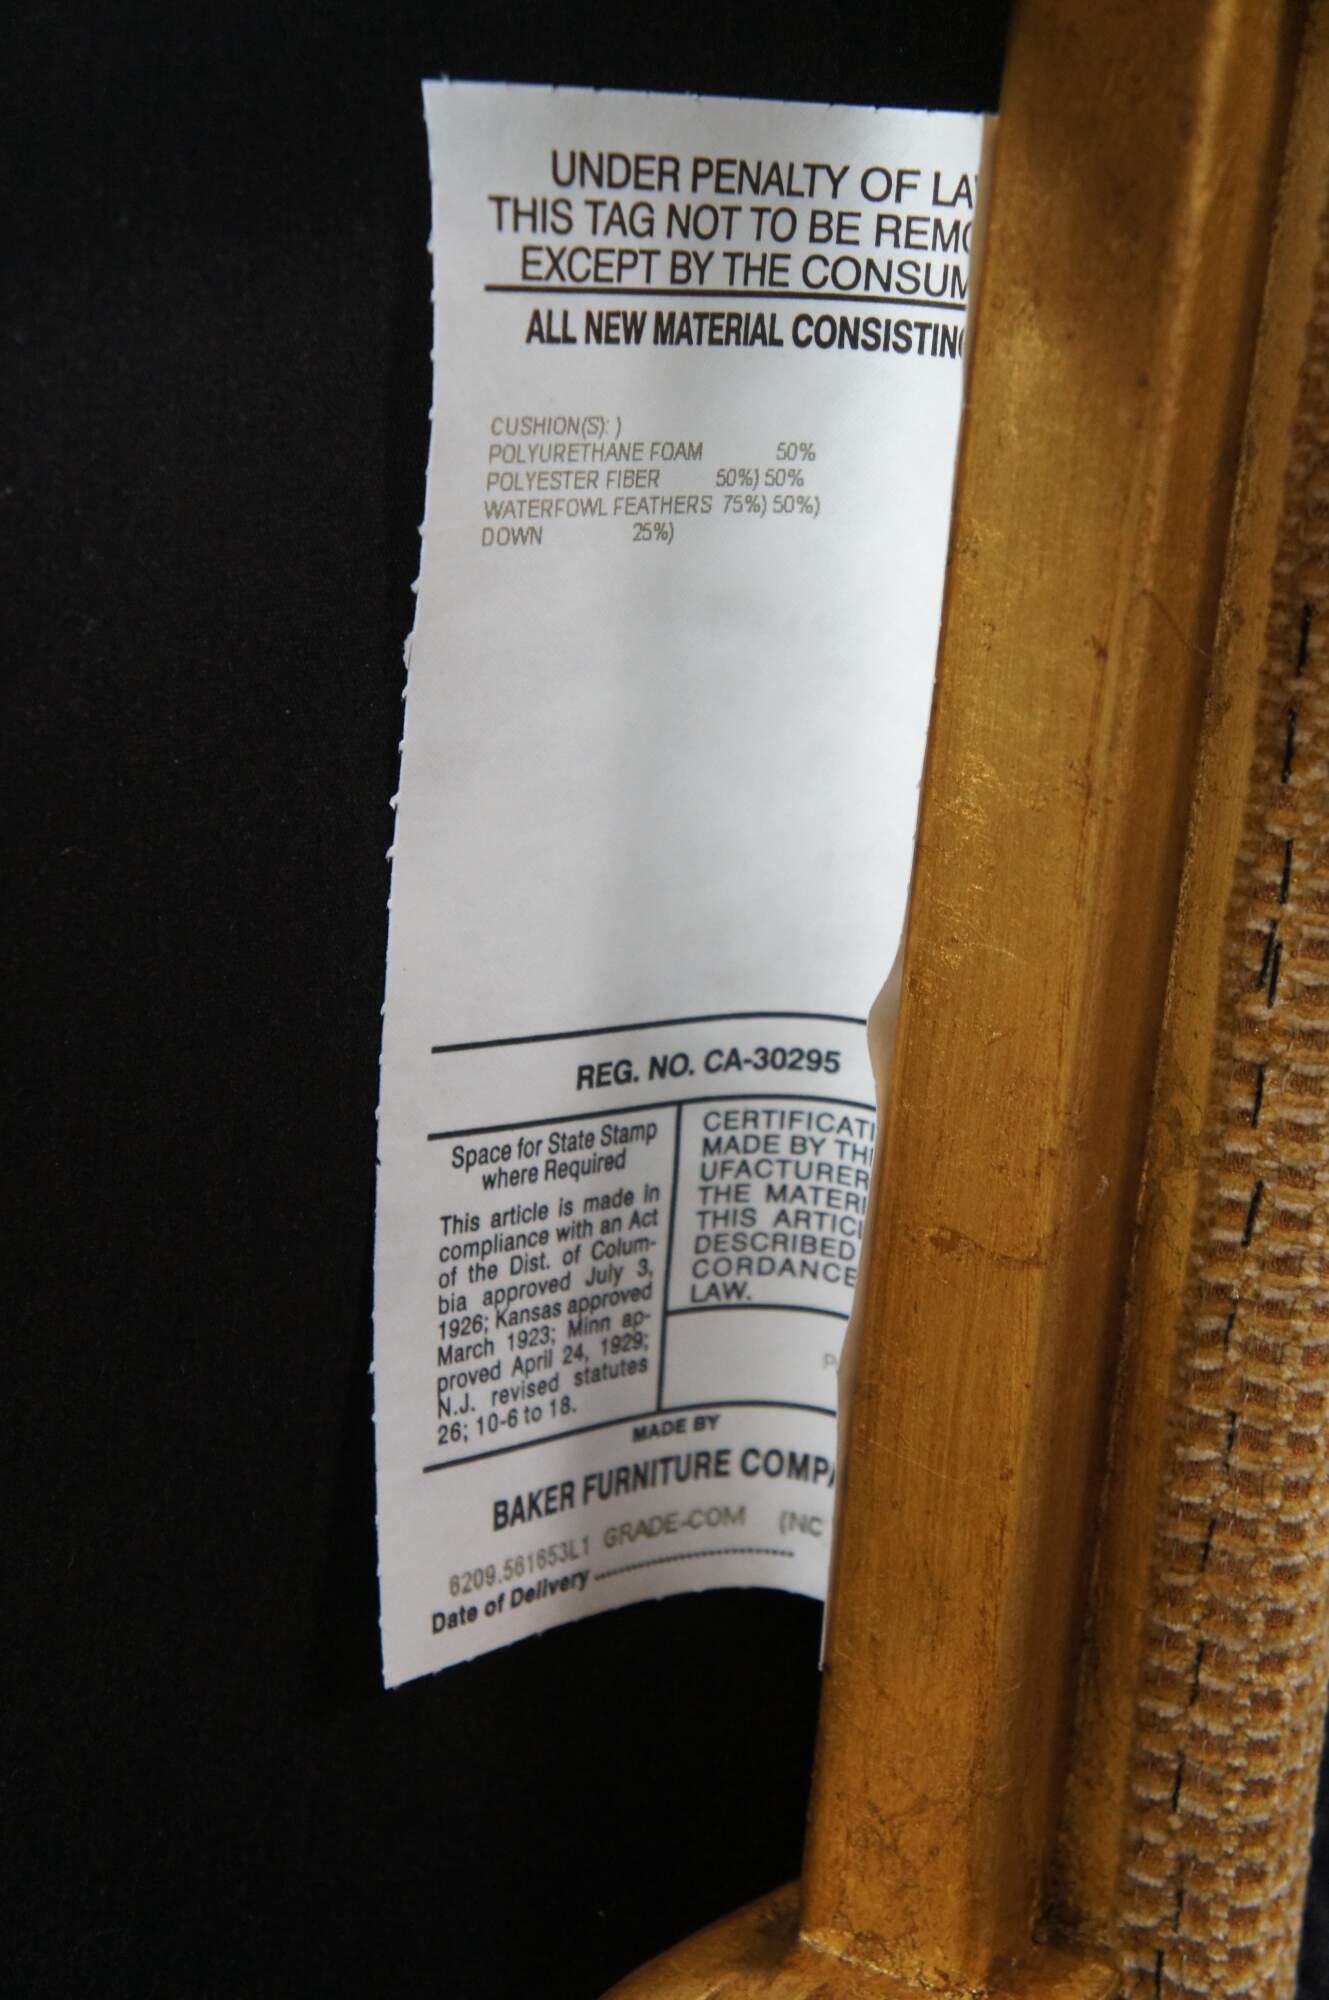 UNDER PENALTY OF LA
THIS TAG NOT TO BE REMO
EXCEPT BY THE CONSUM
ALL NEW MATERIAL CONSISTING
CUSHION(S): )
POLYURETHANE FOAM 50%
POLYESTER FIBER 50%) 50%
WATERFOWL FEATHERS 75%) 50%)
DOWN 25%)
REG. NO. CA-30295
Space for State Stamp
where Required
This article is made in
compliance with an Act
of the Dist. of Colum-
bia approved July 3,
1926; Kansas approved
March 1923; Minn ap-
proved April 24, 1929;
N.J. revised statutes
26; 10-6 to 18.
CERTIFICATI
MADE BY TH
UFACTURER
THE MATERI
THIS ARTICL
DESCRIBED
CORDANCE
LAW.
P
MADE BY
BAKER FURNITURE COMPA
6209.561653L1 GRADE-COM (NC
Date of Delivery